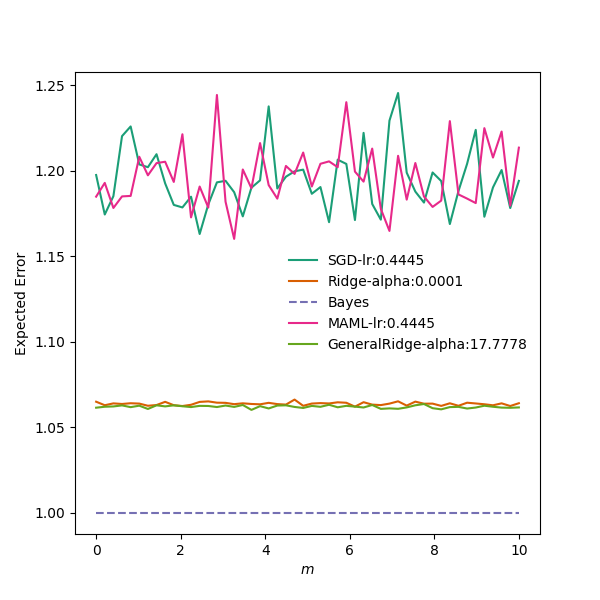 1.25
1.20
1.15
1.10
1.05
1.00
Expected Error
SGD-lr:0.4445
Ridge-alpha:0.0001
Bayes
MAML-lr:0.4445
GeneralRidge-alpha:17.7778
0 2 4 6 8 10
m